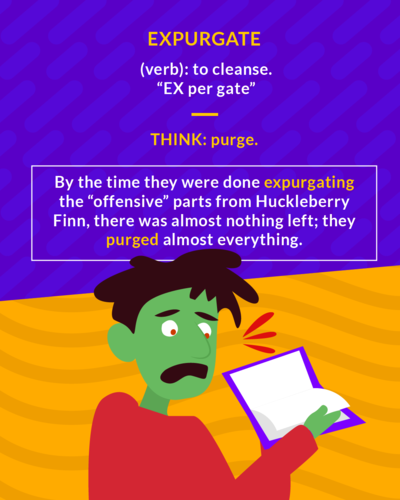 EXPURGATE
(verb): to cleanse.
“EX per gate”
THINK: purge.
By the time they were done expurgating
the “offensive” parts from Huckleberry
Finn, there was almost nothing left; they
purged almost everything.